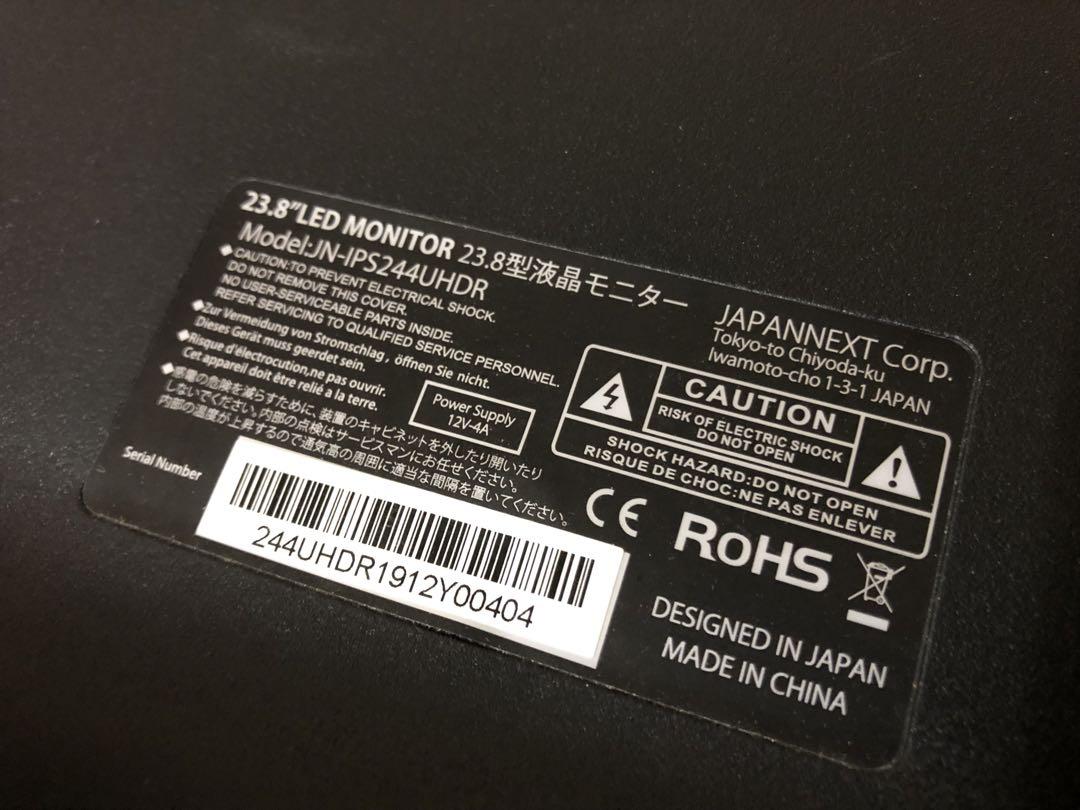 23.8"LED MONITOR 23.8型液晶モニター
Model:JN-IPS244UHDR
◆CAUTION:TO PREVENT ELECTRICAL SHOCK.
DO NOT REMOVE THIS COVER.
NO USER-SERVICEABLE PARTS INSIDE.
REFER SERVICING TO QUALIFIED SERVICE PERSONNEL.
◆Zur Vermeidung von Stromschlag, öffnen Sie nicht.
Dieses Gerät muss geerdet sein.
◆Risque d'électrocution,ne pas ouvrir.
Cet appareil doit être relié a la terre.
◆感電の危険を減らすために、装置のキャビネットを外したり開いたり
しないでください。内部の点検はサービスマンにお任せください。
内部の温度が上昇するので通気高の周囲に適当な間隔を置いてください。
Power Supply
12V-4A
JAPANNEXT Corp.
Tokyo-to Chiyoda-ku
Iwamoto-cho 1-3-1 JAPAN
CAUTION
RISK OF ELECTRIC SHOCK
DO NOT OPEN
SHOCK HAZARD:DO NOT OPEN
RISQUE DE CHOC:NE PAS ENLEVER
Serial Number
244UHDR1912Y00404
CE
RoHS
DESIGNED IN JAPAN
MADE IN CHINA